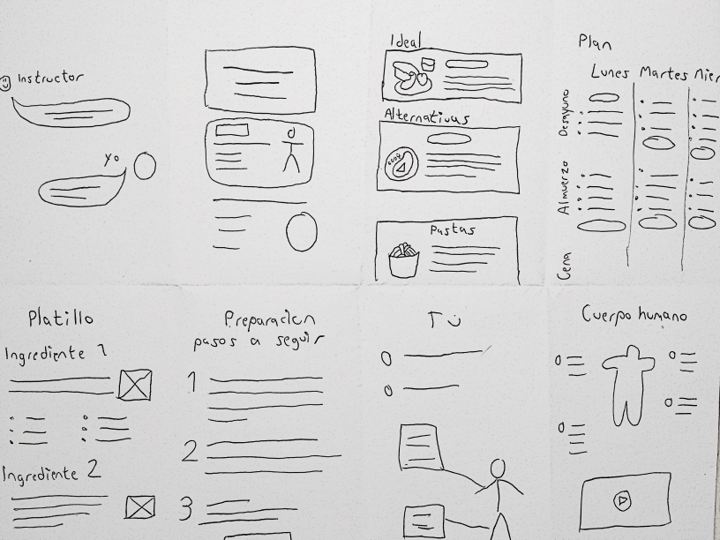 Instructor
yo
Ideal
Alternativas
Pastas
Plan
Lunes Martes Mier
Desayuno
Almuerzo
Cena
Platillo
Ingrediente 1
Ingrediente 2
Preparacion
pasos a seguir
1
2
3
Tú
Cuerpo humano